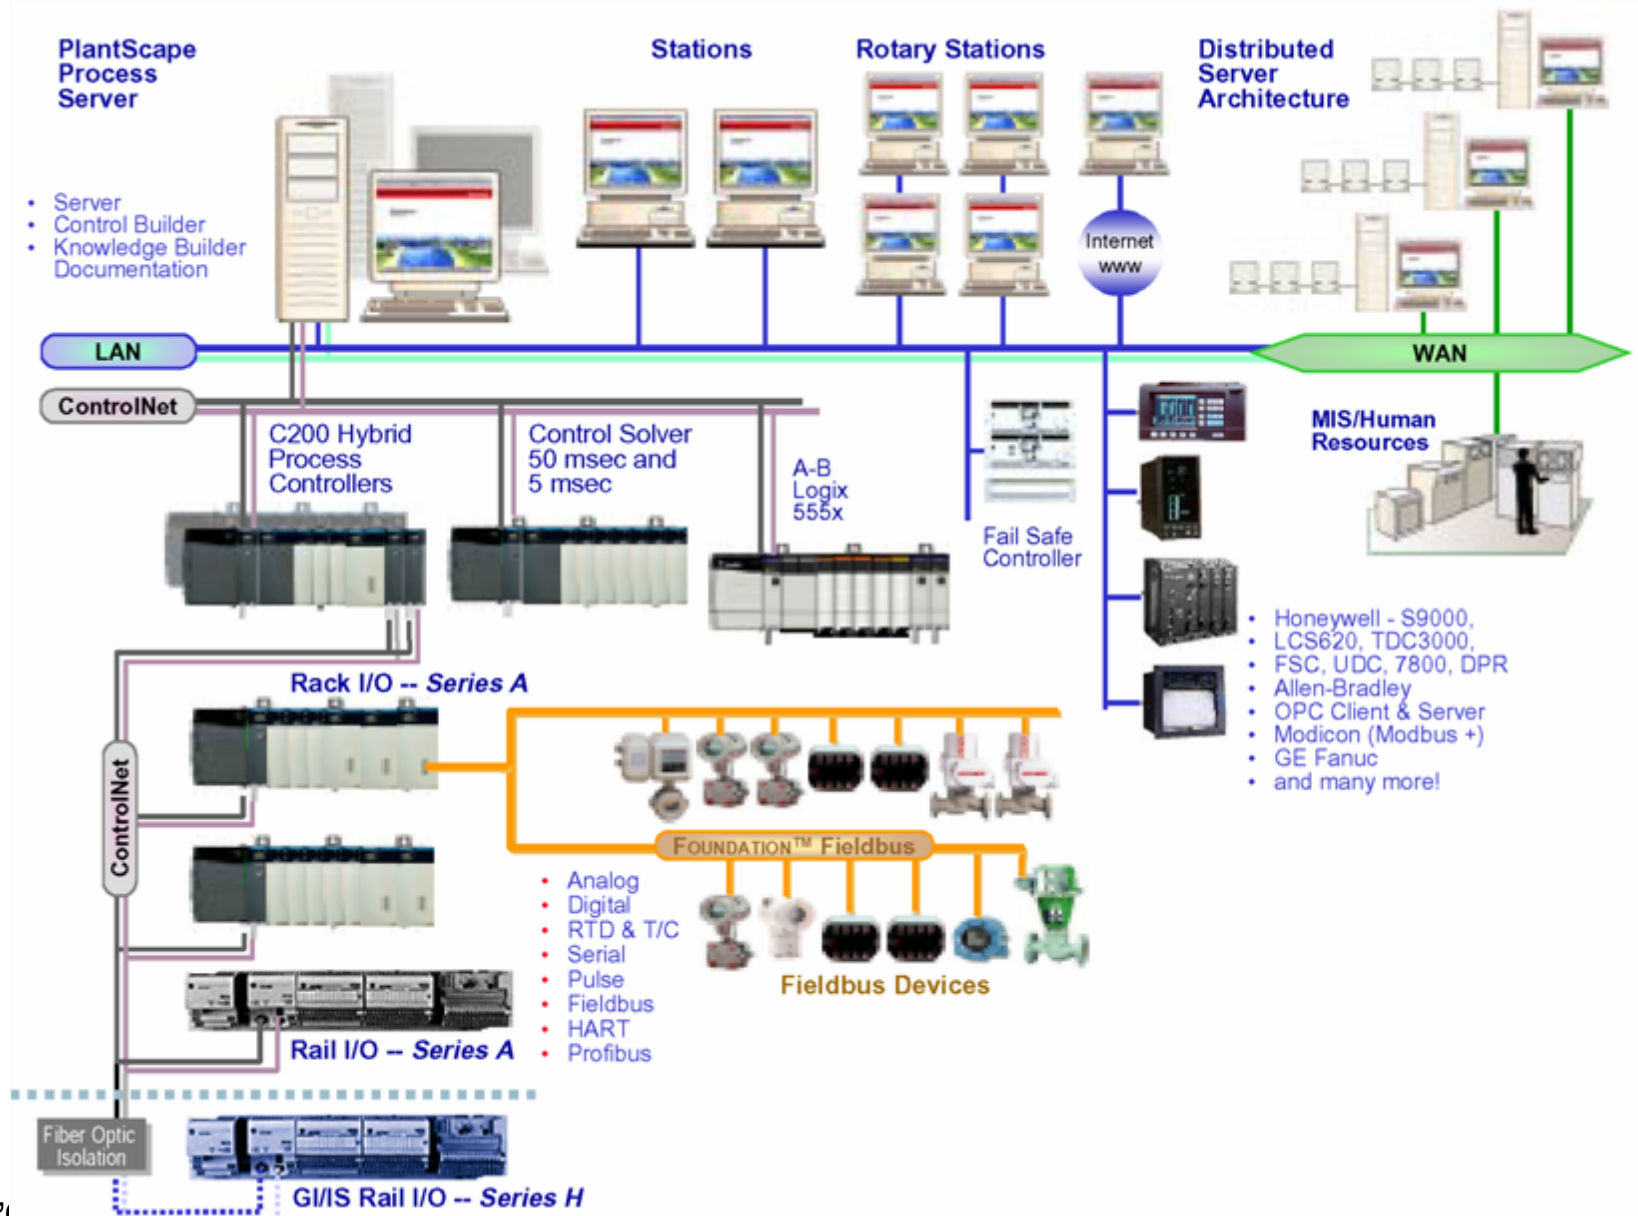 PlantScape
Process
Server
• Server
• Control Builder
• Knowledge Builder
Documentation
Stations
Rotary Stations
Distributed
Server
Architecture
Internet
www
LAN
WAN
ControlNet
C200 Hybrid
Process
Controllers
Control Solver
50 msec and
5 msec
A-B
Logix
555x
Fail Safe
Controller
MIS/Human
Resources
• Honeywell - S9000,
• LCS620, TDC3000,
• FSC, UDC, 7800, DPR
• Allen-Bradley
• OPC Client & Server
• Modicon (Modbus +)
• GE Fanuc
• and many more!
Rack I/O -- Series A
ControlNet
FOUNDATION™ Fieldbus
• Analog
• Digital
• RTD & T/C
• Serial
• Pulse
• Fieldbus
• HART
• Profibus
Fieldbus Devices
Rail I/O -- Series A
Fiber Optic
Isolation
GI/IS Rail I/O -- Series H